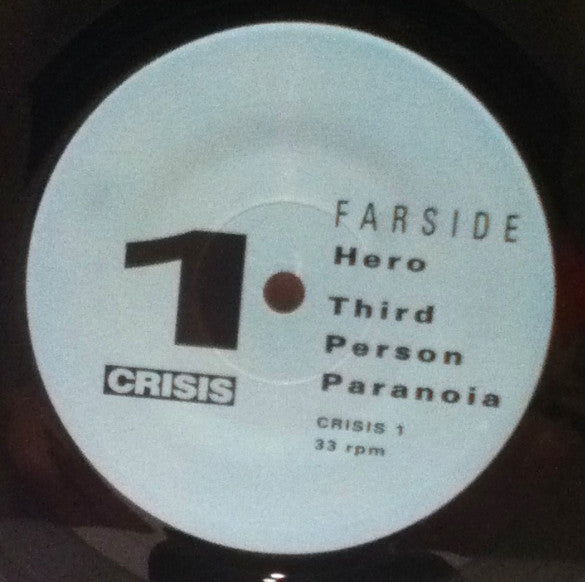 1
CRISIS
FARSIDE
Hero
Third
Person
Paranoia
CRISIS 1
33 rpm